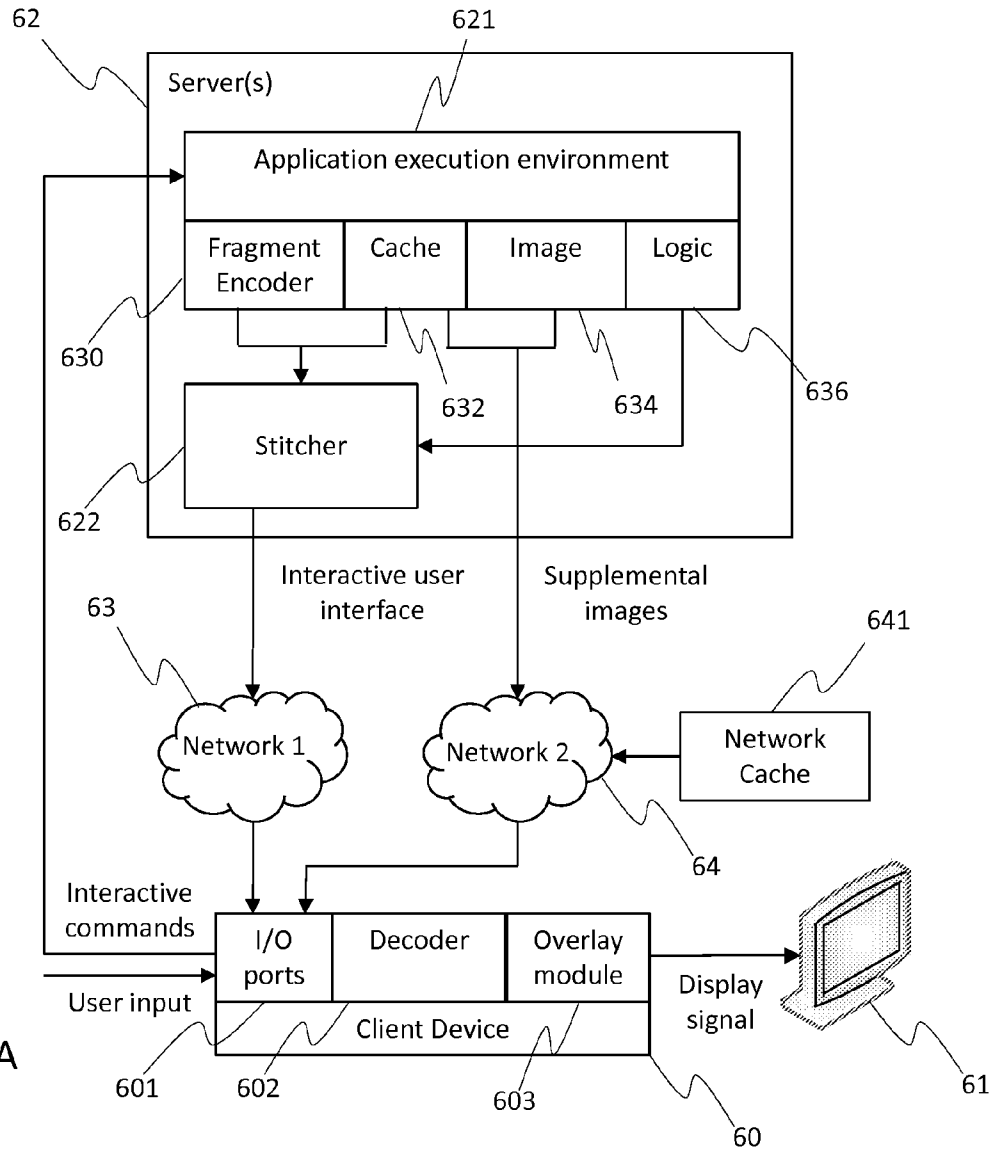 62
621
Server(s)
Application execution environment
Fragment
Encoder
Cache
Image
Logic
630
632
634
636
Stitcher
622
Interactive user
interface
Supplemental
images
63
641
Network 1
Network 2
Network
Cache
64
Interactive
commands
I/O
ports
Decoder
Overlay
module
User input
Display
signal
Client Device
A
601
602
603
60
61